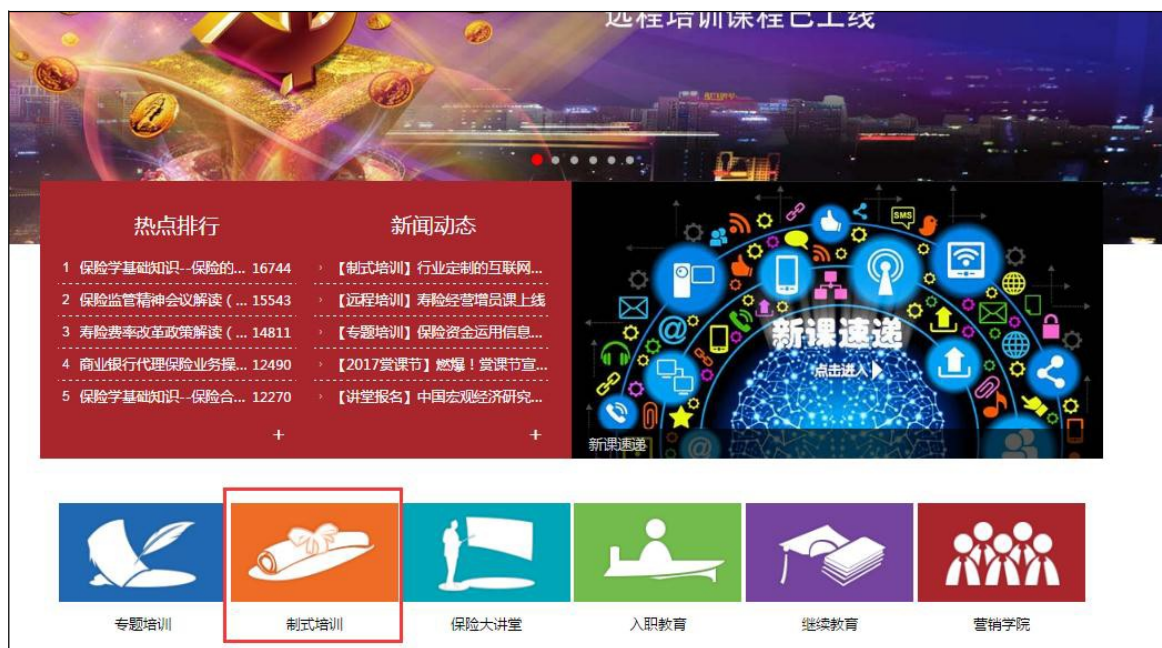 远程培训课程已上线
热点排行
1 保险学基础知识--保险的... 16744
2 保险监管精神会议解读（... 15543
3 寿险费率改革政策解读（... 14811
4 商业银行代理保险业务操... 12490
5 保险学基础知识--保险合... 12270
+
新闻动态
【制式培训】行业定制的互联网...
【远程培训】寿险经营增员课上线
【专题培训】保险资金运用信息...
【2017赏课节】燃爆！赏课节宣...
【讲堂报名】中国宏观经济研究...
+
SMS
新课速递
点击进入
新课速递
专题培训
制式培训
保险大讲堂
入职教育
继续教育
营销学院